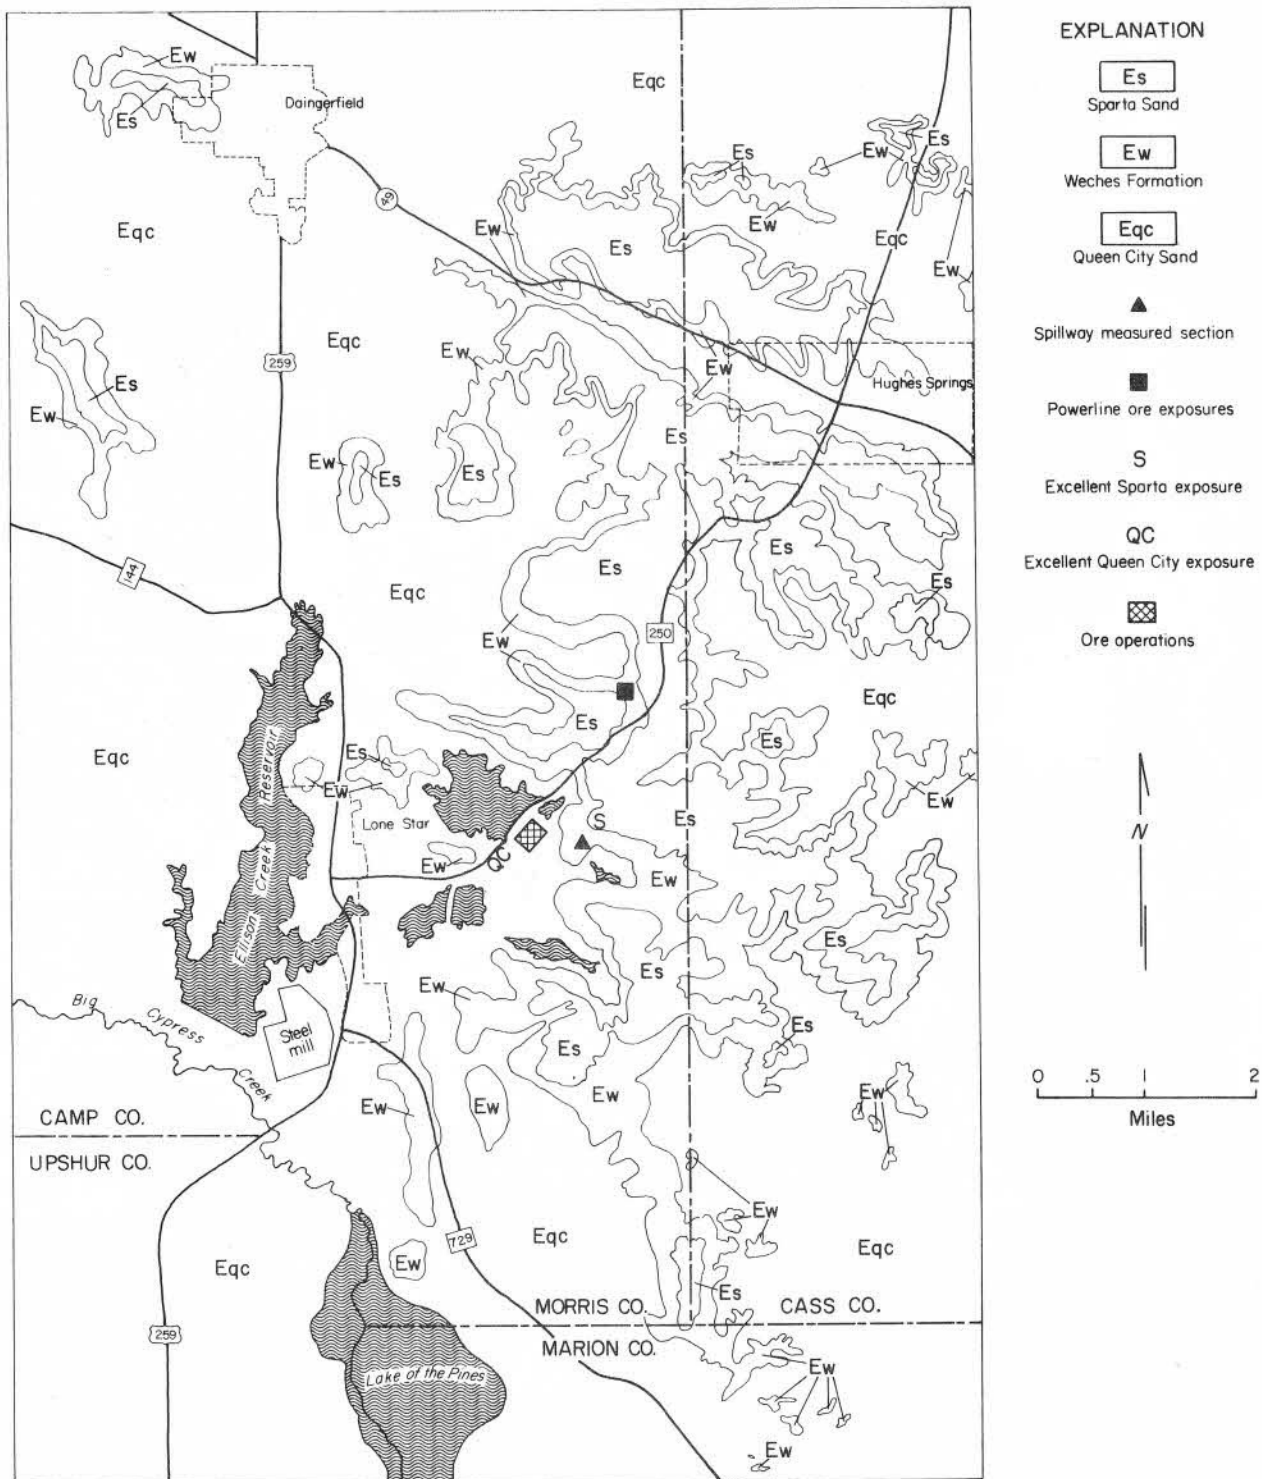 EXPLANATION
Es
Sparta Sand
Ew
Weches Formation
Eqc
Queen City Sand
Spillway measured section
Powerline ore exposures
S
Excellent Sparta exposure
QC
Excellent Queen City exposure
Ore operations
N
0 .5 1 2
Miles
Ew
Es
Daingerfield
Eqc
Es
Ew
Es
Ew
49
Eqc
Ew
Ew
Es
Eqc
Ew
Eqc
259
Ew
Ew
Hughes Springs
Es
Ew
Es
Ew
Es
Es
Es
Es
Es
144
Eqc
Es
Ew
250
Eqc
Es
Es
Eqc
Es
Ew
Ew
Ellison Creek Reservoir
Lone Star
S
Es
Ew
QC
Ew
Es
Es
Ew
Big Cypress Creek
Steel mill
Es
Es
Ew
Ew
Ew
Ew
CAMP CO.
UPSHUR CO.
Ew
729
Eqc
Eqc
Ew
Eqc
Es
MORRIS CO.
CASS CO.
259
MARION CO.
Ew
Lake of the Pines
Ew